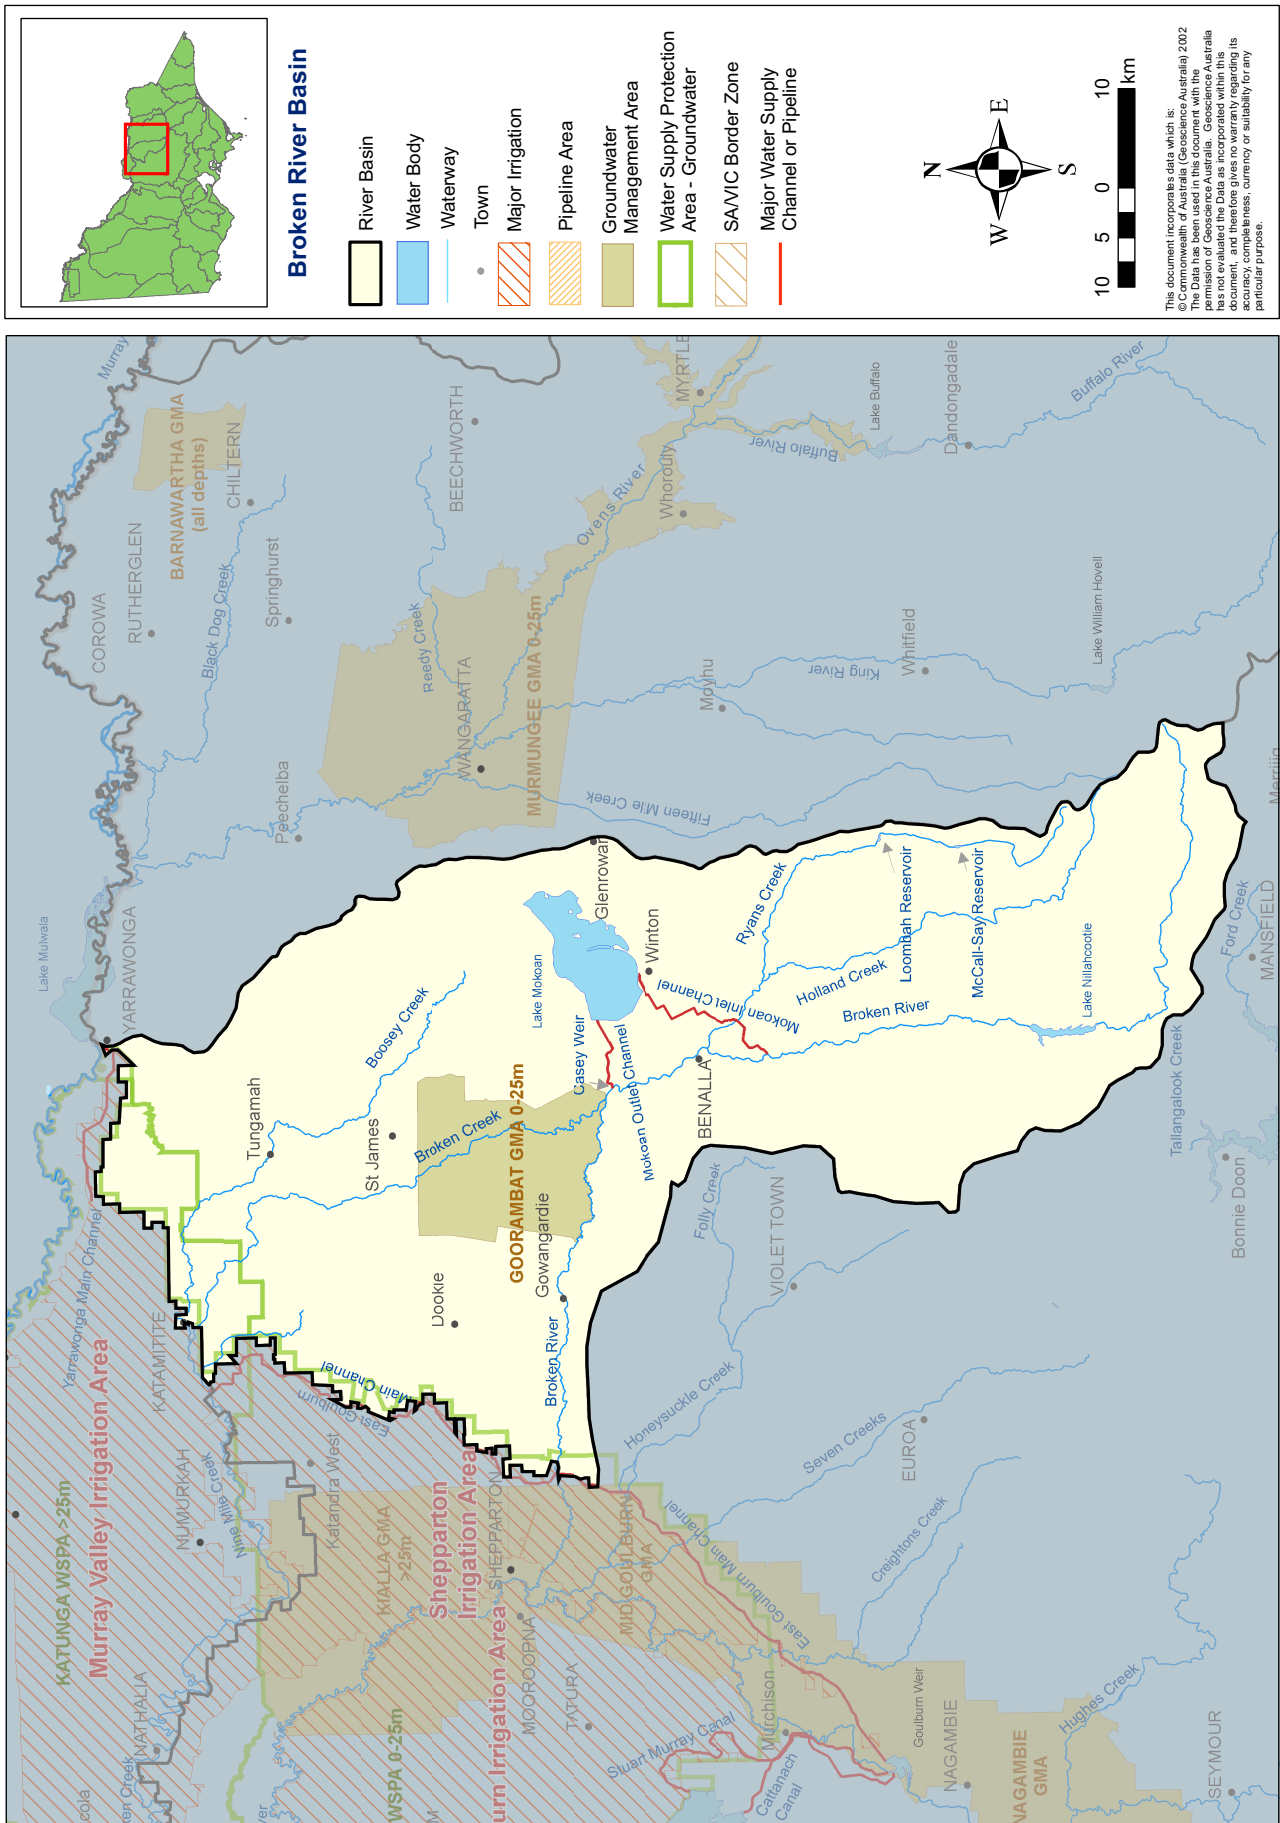 Broken River Basin
River Basin
Water Body
Waterway
Town
Major Irrigation
Pipeline Area
Groundwater
Management Area
Water Supply Protection
Area - Groundwater
SA/VIC Border Zone
Major Water Supply
Channel or Pipeline
N
E
S
W
10
5
0
10
km
This document incorporates data which is:
© Commonwealth of Australia (Geoscience Australia) 2002
The Data has been used in this document with the
permission of Geoscience Australia. Geoscience Australia
has not evaluated the Data as incorporated within this
document, and therefore gives no warranty regarding its
accuracy, completeness, currency or suitability for any
particular purpose.
Murray
BARNAWARTHA GMA
(all depths)
CHILTERN
RUTHERGLEN
COROWA
Black Dog Creek
Springhurst
BEECHWORTH
Reedy Creek
WANGARATTA
MURMUNGEE GMA 0-25m
Ovens River
Whorouly
MYRTLE
Buffalo River
Lake Buffalo
Dandongadale
Buffalo River
Moyhu
King River
Whitfield
Lake William Hovell
Fifteen Mile Creek
Peechelba
Lake Mulwala
YARRAWONGA
Merrijig
MANSFIELD
Ford Creek
Glenrowan
Winton
Lake Mokoan
Mokoan Inlet Channel
Ryans Creek
Loombah Reservoir
McCall-Say Reservoir
Holland Creek
Broken River
Lake Nillahcootie
Boosey Creek
Casey Weir
Mokoan Outlet Channel
BENALLA
Tungamah
St James
Broken Creek
GOORAMBAT GMA 0-25m
Gowangardie
Dookie
Broken River
Tallangalook Creek
Bonnie Doon
Folly Creek
VIOLET TOWN
Honeysuckle Creek
Seven Creeks
EUROA
Creightons Creek
Yarrawonga Main Channel
KATAMITITE
Murray Valley Irrigation Area
KATUNGA WSPA >25m
NUMURKAH
Nine Mile Creek
Katandra West
East Goulburn
Main Channel
KIALLA GMA
>25m
Shepparton
Irrigation Area
SHEPPARTON
MID GOULBURN
GMA
East Goulburn Main Channel
MOOROOPNA
TATURA
NATHALIA
WSPA 0-25m
urn Irrigation Area
Stuart Murray Canal
Murchison
Cattanach
Canal
Goulburn Weir
NAGAMBIE
NAGAMBIE
GMA
Hughes Creek
SEYMOUR
cola
ken Creek
ver
M